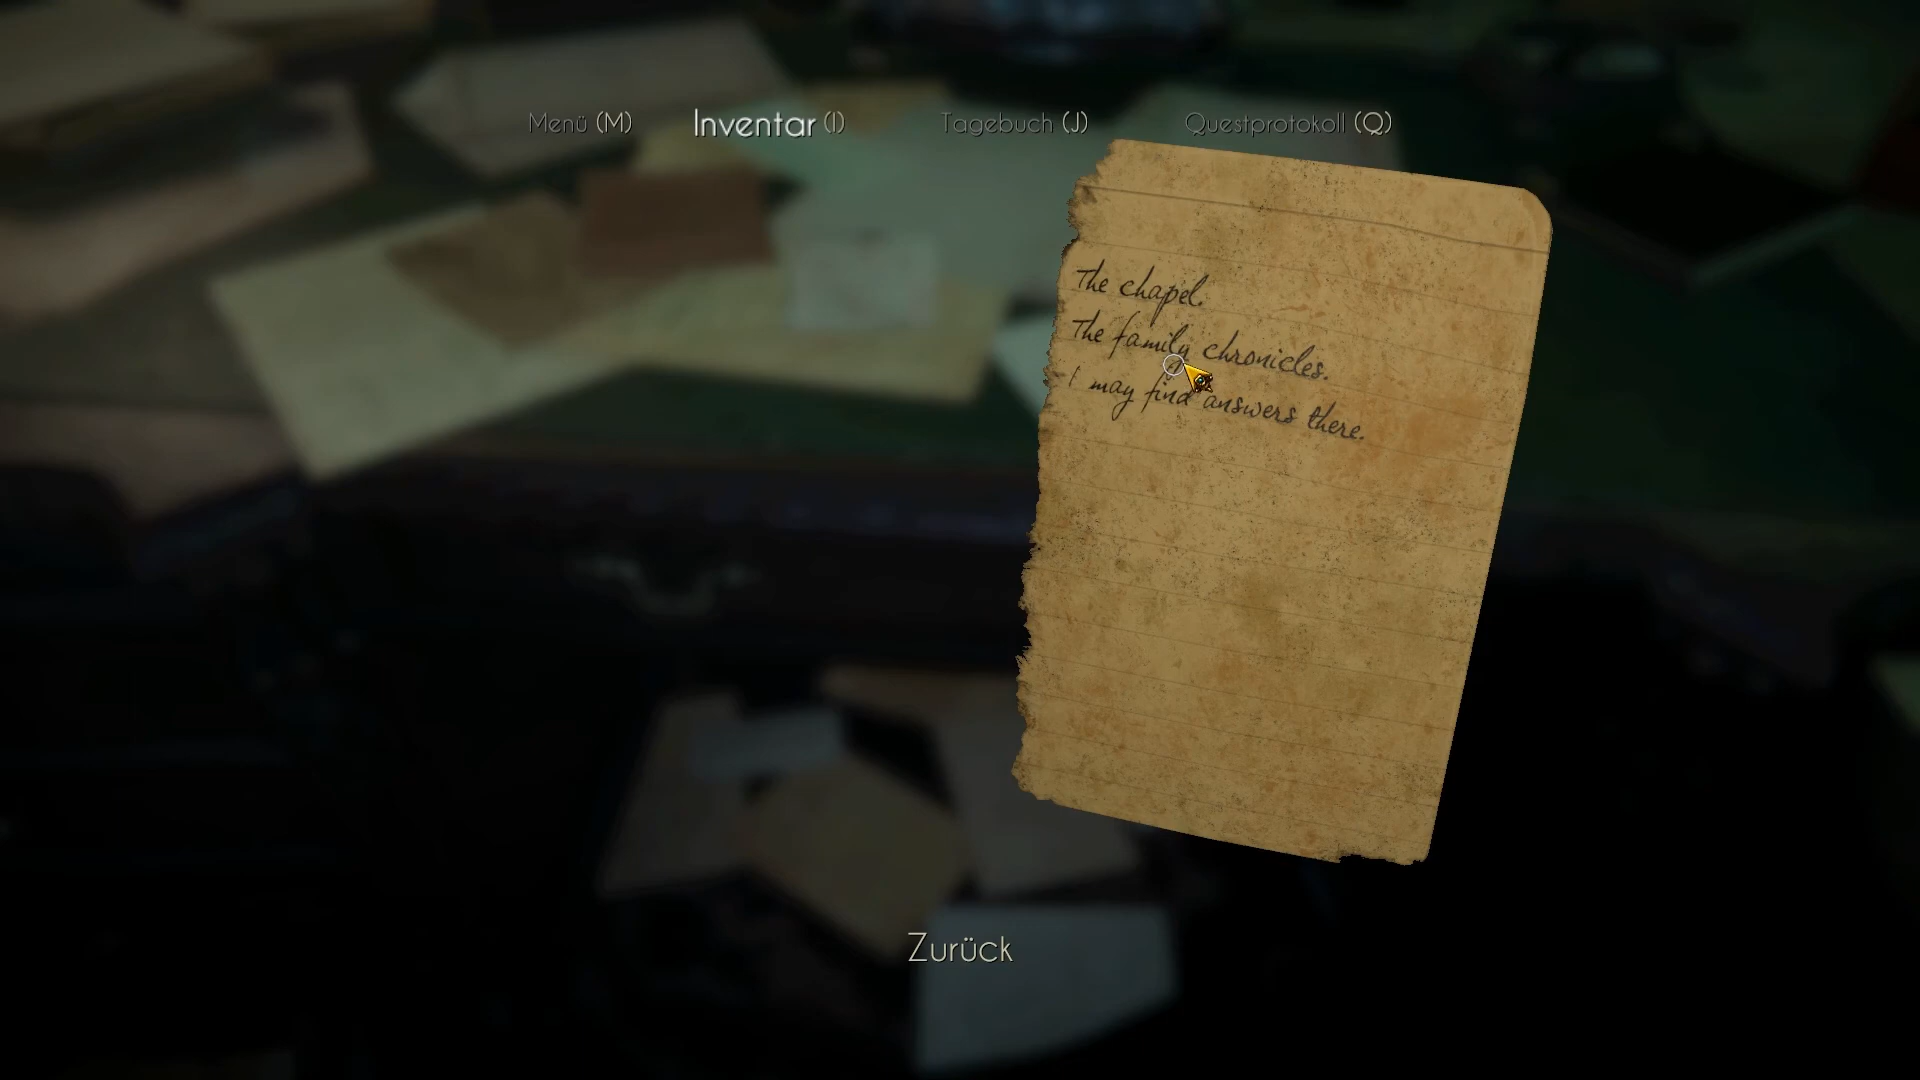 Menü (M) Inventar (I) Tagebuch (J) Questprotokoll (Q)
The chapel.
The family chronicles.
I may find answers there.
Zurück